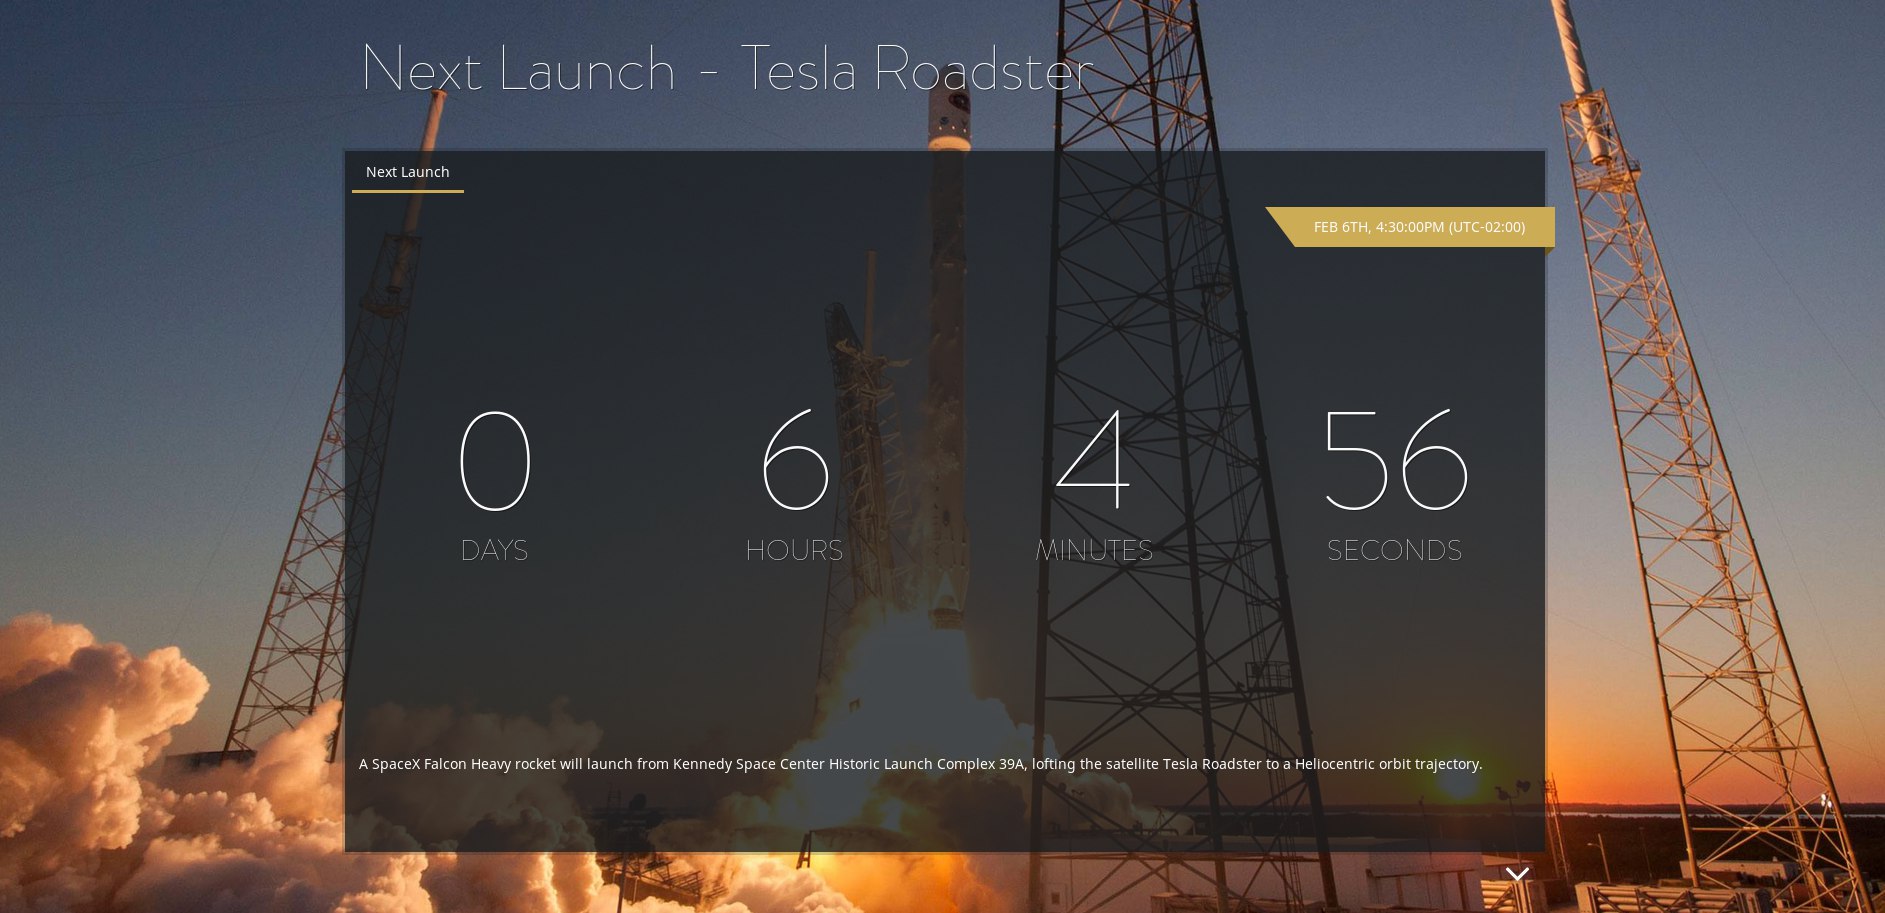 Next Launch - Tesla Roadster
Next Launch
FEB 6TH, 4:30:00PM (UTC-02:00)
0 6 4 56
DAYS HOURS MINUTES SECONDS
A SpaceX Falcon Heavy rocket will launch from Kennedy Space Center Historic Launch Complex 39A, lofting the satellite Tesla Roadster to a Heliocentric orbit trajectory.